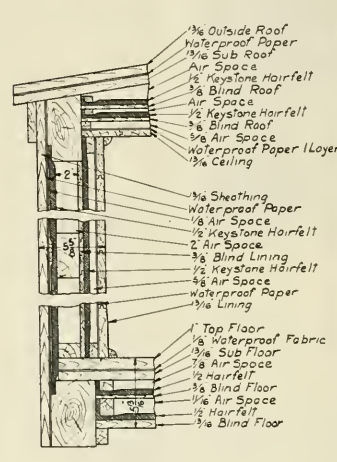 13/16" Outside Roof
Waterproof Paper
13/16 Sub Roof
Air Space
1/2" Keystone Hairfelt
3/8 Blind Roof
Air Space
1/2" Keystone Hairfelt
3/8" Blind Roof
5/8" Air Space
Waterproof Paper 1 Layer
13/16" Ceiling
2"
13/16" Sheathing
Waterproof Paper
1/8" Air Space
1/2" Keystone Hairfelt
2" Air Space
3/8" Blind Lining
1/2" Keystone Hairfelt
5/8" Air Space
Waterproof Paper
13/16" Lining
1" Top Floor
1/8" Waterproof Fabric
13/16" Sub Floor
7/8" Air Space
1/2 Hairfelt
3/8" Blind Floor
1 1/16" Air Space
1/2" Hairfelt
13/16" Blind Floor